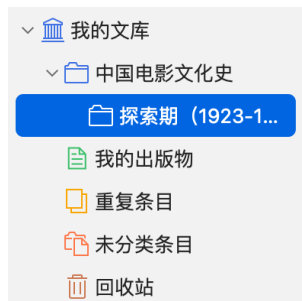 我的文库
中国电影文化史
探索期（1923-1...
我的出版物
重复条目
未分类条目
回收站